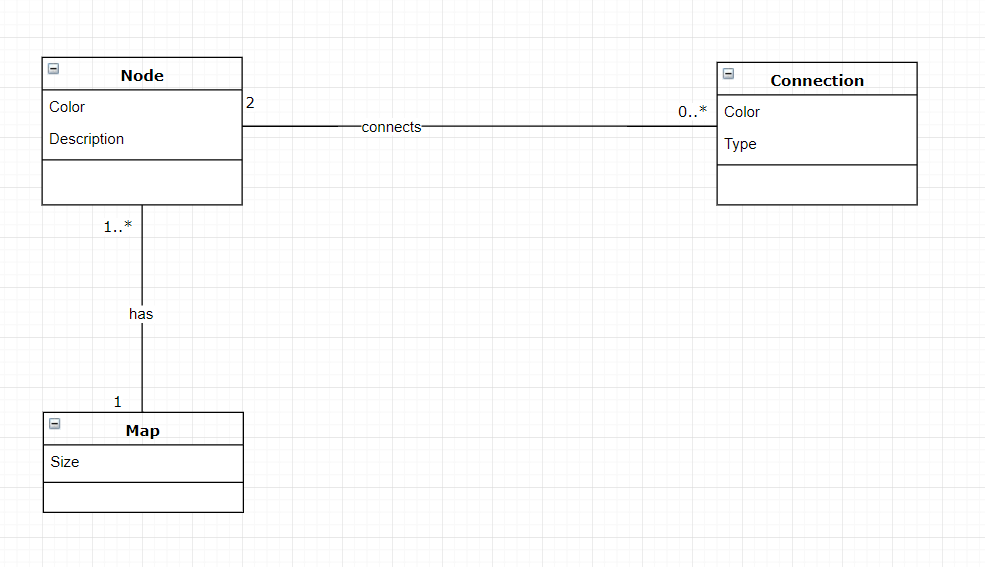 Node
Color
Description
2
connects
0..*
Connection
Color
Type
1..*
has
1
Map
Size